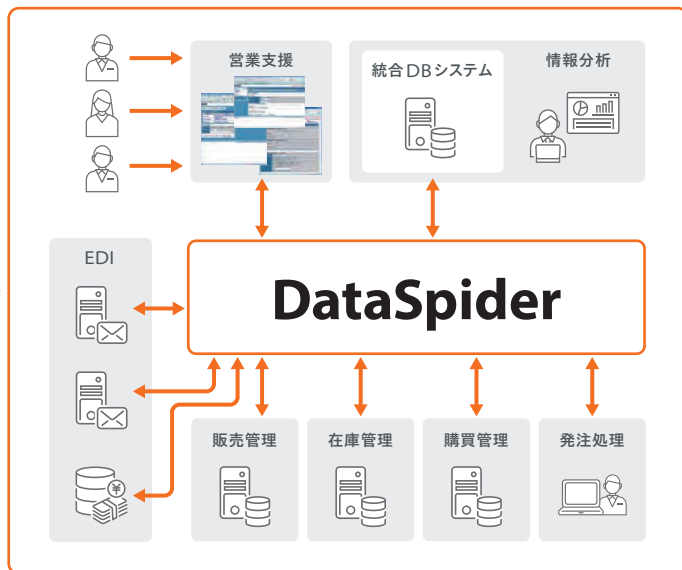 営業支援
統合DBシステム
情報分析
EDI
DataSpider
¥
販売管理
在庫管理
購買管理
発注処理